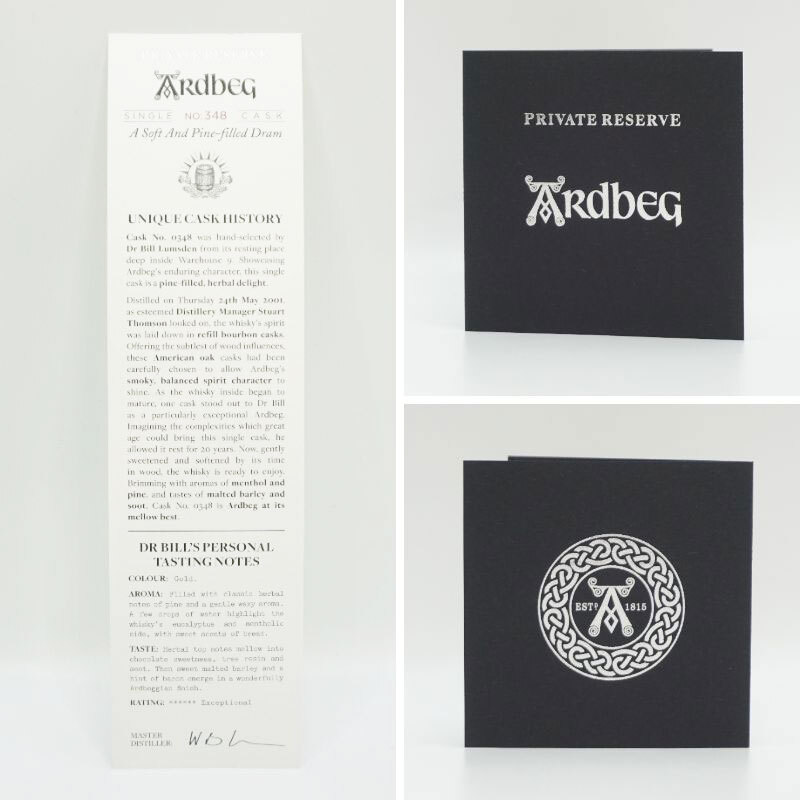 PRIVATE RESERVE
ARDBEG
SINGLE NO.348 CASK
A Soft And Pine-filled Dram
UNIQUE CASK HISTORY
Cask No. 0348 was hand-selected by
Dr Bill Lumsden from its resting place
deep inside Warehouse 9. Showcasing
Ardbeg's enduring character, this single
cask is a pine-filled, herbal delight.
Distilled on Thursday 24th May 2001,
as esteemed Distillery Manager Stuart
Thomson looked on, the whisky's spirit
was laid down in refill bourbon casks.
Offering the subtlest of wood influences,
these American oak casks had been
carefully chosen to allow Ardbeg's
smoky, balanced spirit character to
shine. As the whisky inside began to
mature, one cask stood out to Dr Bill
as a particularly exceptional Ardbeg.
Imagining the complexities which great
age could bring this single cask, he
allowed it rest for 20 years. Now, gently
sweetened and softened by its time
in wood, the whisky is ready to enjoy.
Brimming with aromas of menthol and
pine, and tastes of malted barley and
soot, Cask No. 0348 is Ardbeg at its
mellow best.
DR BILL'S PERSONAL
TASTING NOTES
COLOUR: Gold.
AROMA: Filled with classic herbal
notes of pine and a gentle waxy aroma.
A few drops of water highlight the
whisky's eucalyptus and mentholic
side, with sweet scents of
TASTE: Herbal top notes mellow into
chocolate sweetness, tree resin and
soot. Then sweet malted barley and a
hint of bacon emerge in a wonderfully
Ardbeggian finish.
RATING: ****** Exceptional
MASTER
DISTILLER:
PRIVATE RESERVE
ARDBEG
ESTD A 1815